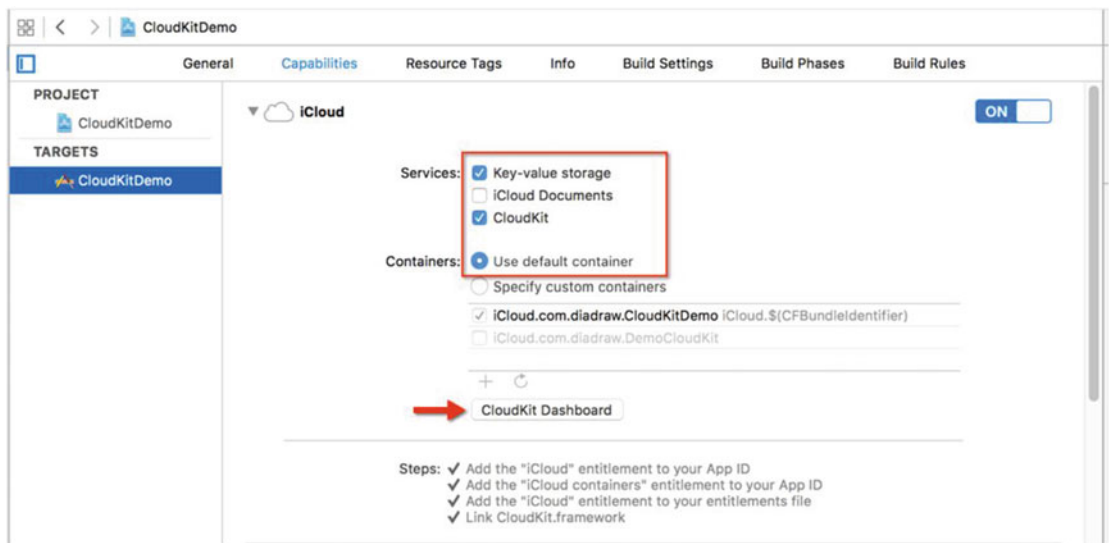 CloudKitDemo
General Capabilities Resource Tags Info Build Settings Build Phases Build Rules
PROJECT
CloudKitDemo
TARGETS
CloudKitDemo
iCloud
ON
Services: Key-value storage
iCloud Documents
CloudKit
Containers: Use default container
Specify custom containers
iCloud.com.diadraw.CloudKitDemo iCloud.$(CFBundleIdentifier)
iCloud.com.diadraw.DemoCloudKit
CloudKit Dashboard
Steps: ✓ Add the "iCloud" entitlement to your App ID
✓ Add the "iCloud containers" entitlement to your App ID
✓ Add the "iCloud" entitlement to your entitlements file
✓ Link CloudKit.framework